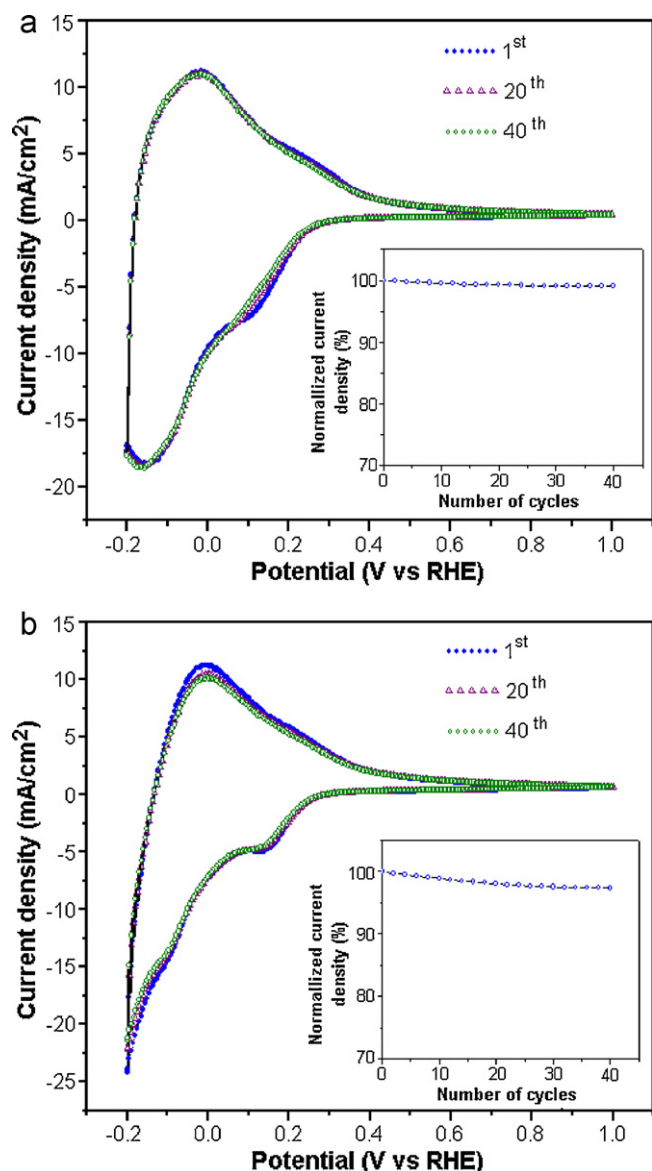 a
15
10
5
0
-5
-10
-15
-20
Current density (mA/cm²)
1st
20th
40th
100
90
80
70
Normallized current
density (%)
0 10 20 30 40
Number of cycles
-0.2 0.0 0.2 0.4 0.6 0.8 1.0
Potential (V vs RHE)
b
15
10
5
0
-5
-10
-15
-20
-25
Current density (mA/cm²)
1st
20th
40th
100
90
80
70
Normallized current
density (%)
0 10 20 30 40
Number of cycles
-0.2 0.0 0.2 0.4 0.6 0.8 1.0
Potential (V vs RHE)